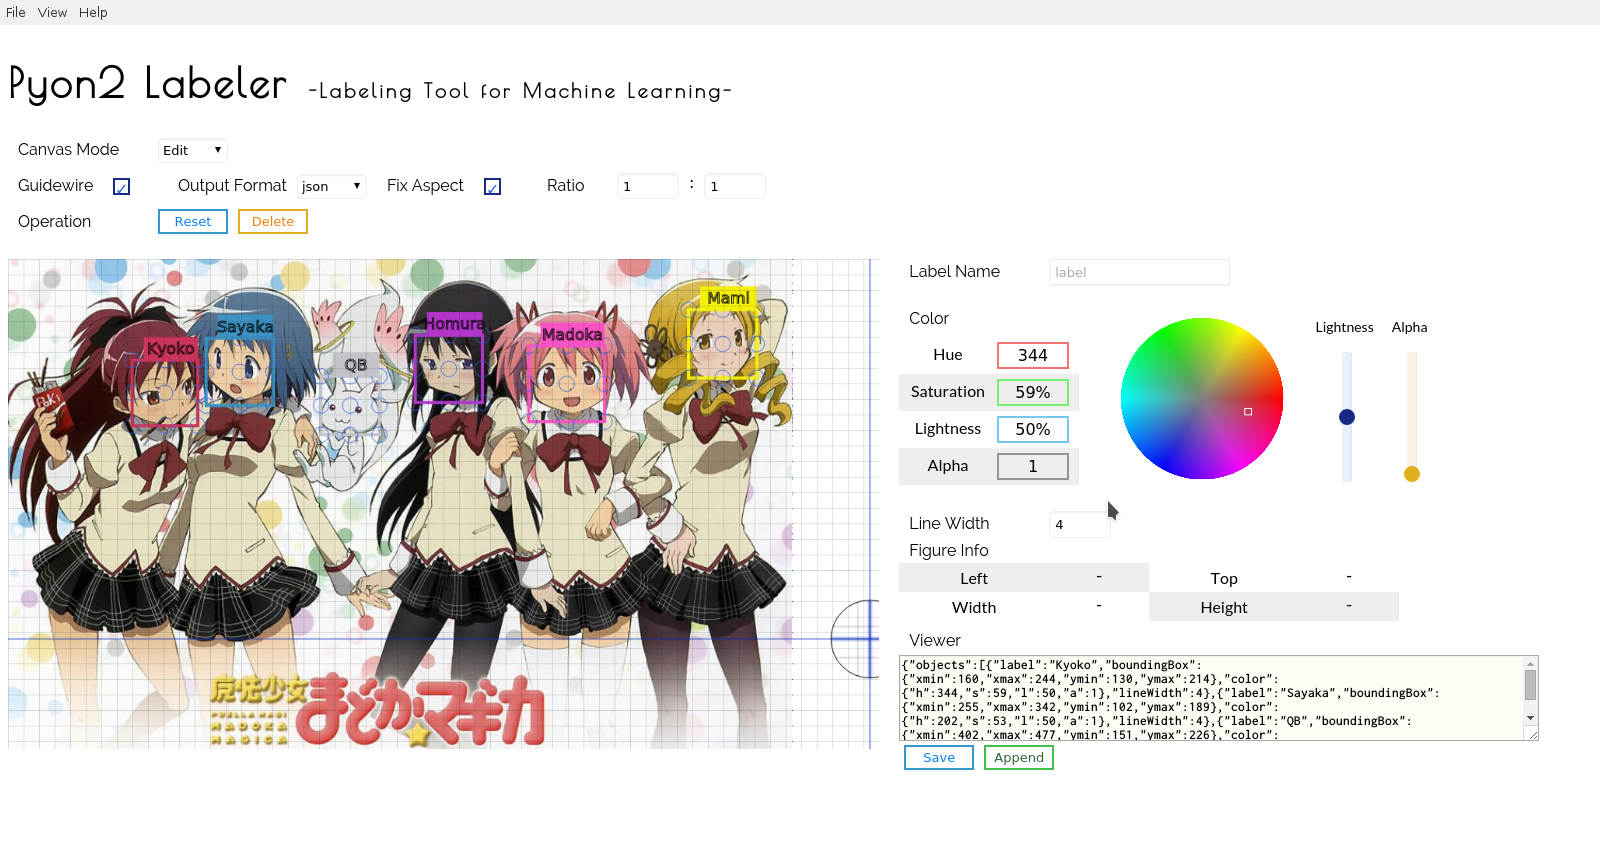 File View Help
Pyon2 Labeler -Labeling Tool for Machine Learning-
Canvas Mode Edit
Guidewire Output Format json Fix Aspect Ratio 1 : 1
Operation Reset Delete
Mami
Homura
Sayaka
Madoka
Kyoko
QB
魔法少女
まどか☆マギカ
PUELLA MAGI
MADOKA
MAGICA
Label Name label
Color
Lightness Alpha
Hue 344
Saturation 59%
Lightness 50%
Alpha 1
Line Width 4
Figure Info
Left - Top -
Width - Height -
Viewer
{"objects":[{"label":"Kyoko","boundingBox":
{"xmin":160,"xmax":244,"ymin":130,"ymax":214},"color":
{"h":344,"s":59,"l":50,"a":1},"lineWidth":4},{"label":"Sayaka","boundingBox":
{"xmin":255,"xmax":342,"ymin":102,"ymax":189},"color":
{"h":202,"s":53,"l":50,"a":1},"lineWidth":4},{"label":"QB","boundingBox":
{"xmin":402,"xmax":477,"ymin":151,"ymax":226},"color":
Save Append